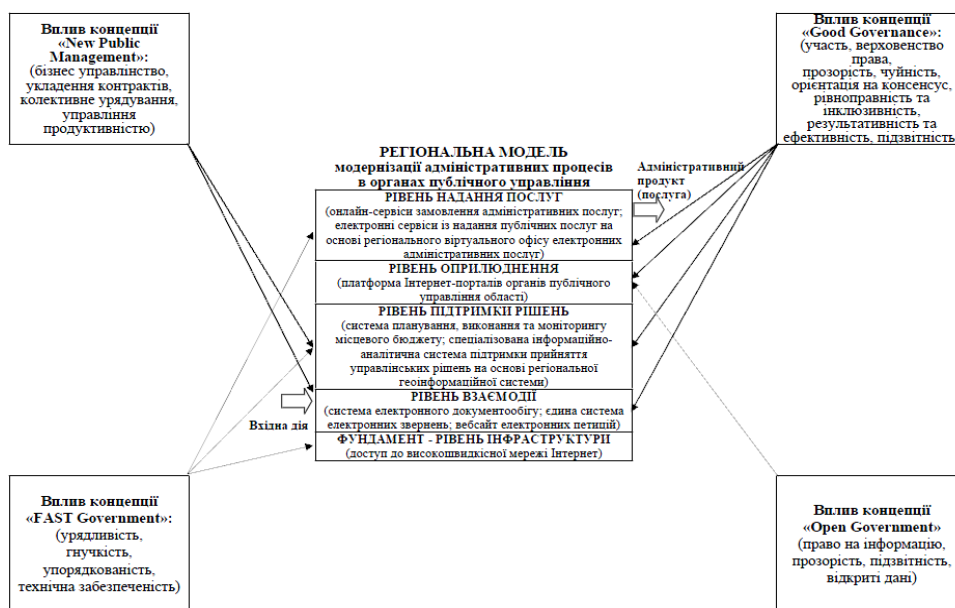 Вплив концепції
«New Public
Management»:
(бізнес управлінство,
укладення контрактів,
колективне урядування,
управління
продуктивністю)
Вплив концепції
«Good Governance»:
(участь, верховенство
права,
прозорість, чуйність,
орієнтація на консенсус,
рівноправність та
інклюзивність,
результативність та
ефективність, підзвітність
РЕГІОНАЛЬНА МОДЕЛЬ
модернізації адміністративних процесів
в органах публічного управління
Адміністративний
продукт
(послуга)
РІВЕНЬ НАДАННЯ ПОСЛУГ
(онлайн-сервіси замовлення адміністративних послуг;
електронні сервіси із надання публічних послуг на
основі регіонального віртуального офісу електронних
адміністративних послуг)
РІВЕНЬ ОПРИЛЮДНЕННЯ
(платформа Інтернет-порталів органів публічного
управління області)
РІВЕНЬ ПІДТРИМКИ РІШЕНЬ
(система планування, виконання та моніторингу
місцевого бюджету; спеціалізована інформаційно-
аналітична система підтримки прийняття
управлінських рішень на основі регіональної
геоінформаційної системи)
РІВЕНЬ ВЗАЄМОДІЇ
(система електронного документообігу; єдина система
електронних звернень; вебсайт електронних петицій)
Вхідна дія
ФУНДАМЕНТ - РІВЕНЬ ІНФРАСТРУКТУРИ
(доступ до високошвидкісної мережі Інтернет)
Вплив концепції
«FAST Government»:
(урядливість,
гнучкість,
упорядкованість,
технічна забезпеченість)
Вплив концепції
«Open Government»
(право на інформацію,
прозорість, підзвітність,
відкриті дані)